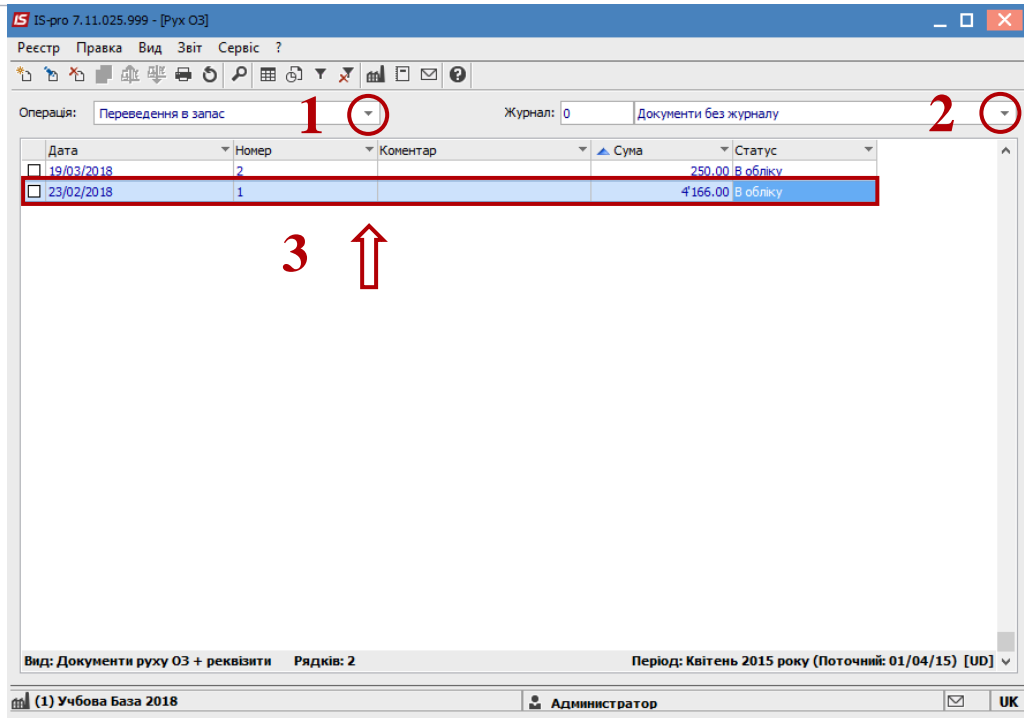 IS-pro 7.11.025.999 - [Рух ОЗ]
Реєстр Правка Вид Звіт Сервіс ?
Операція: Переведення в запас 1 Журнал: 0 Документи без журналу 2
Дата Номер Коментар Сума Статус
19/03/2018 2 250.00 В обліку
23/02/2018 1 4'166.00 В обліку
3
Вид: Документи руху ОЗ + реквізити Рядків: 2 Період: Квітень 2015 року (Поточний: 01/04/15) [UD]
(1) Учбова База 2018 Администратор UK